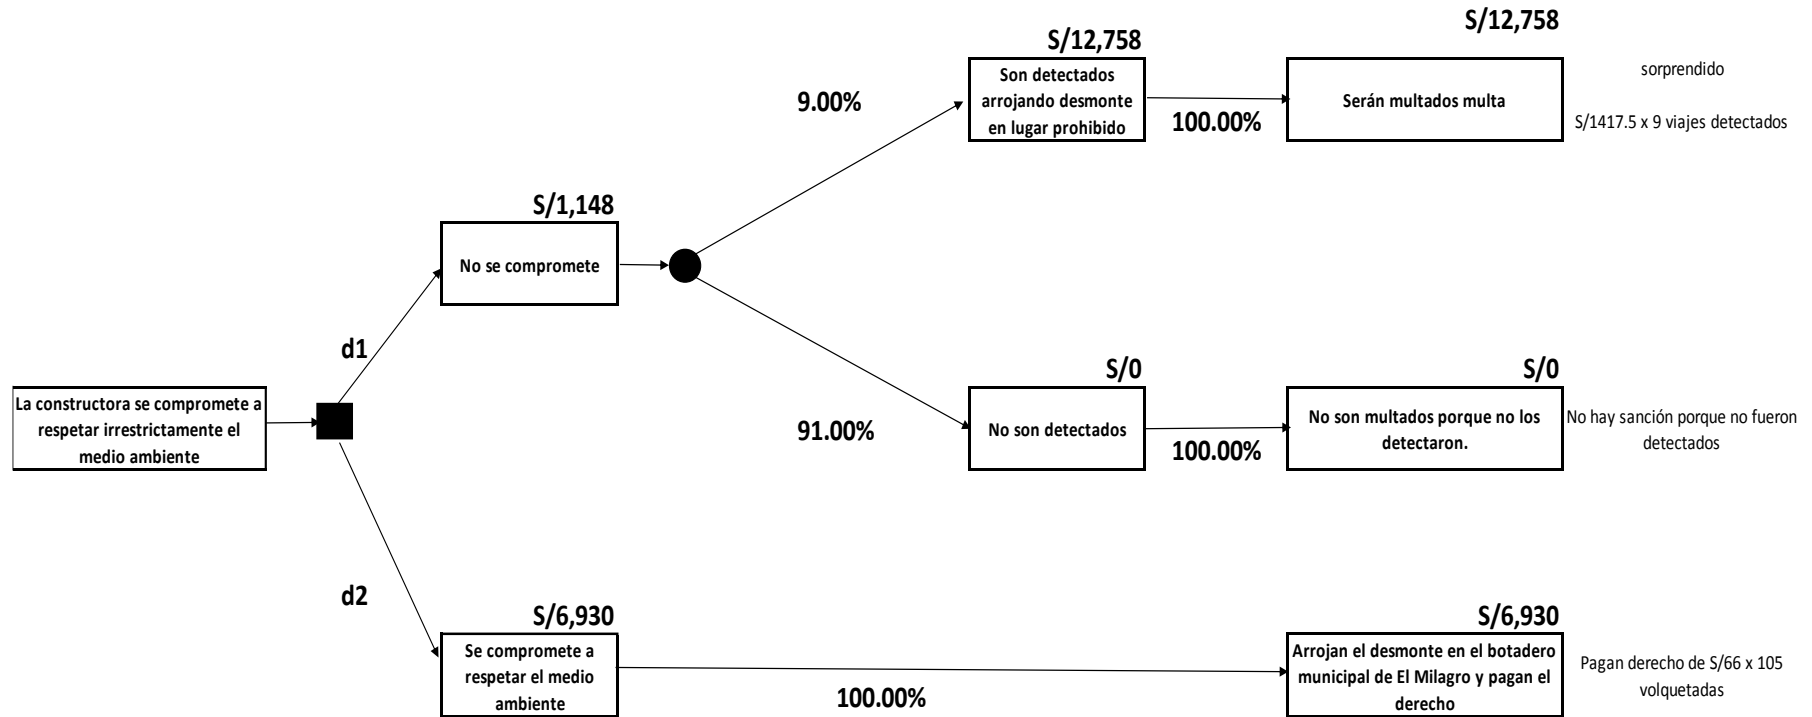 S/12,758
S/12,758
Son detectados
arrojando desmonte
en lugar prohibido
Serán multados multa
sorprendido
S/1417.5 x 9 viajes detectados
9.00%
100.00%
S/1,148
No se compromete
d1
La constructora se compromete a
respetar irrestrictamente el
medio ambiente
S/0
S/0
No son detectados
No son multados porque no los
detectaron.
No hay sanción porque no fueron
detectados
91.00%
100.00%
d2
S/6,930
S/6,930
Se compromete a
respetar el medio
ambiente
Arrojan el desmonte en el botadero
municipal de El Milagro y pagan el
derecho
Pagan derecho de S/66 x 105
volquetadas
100.00%